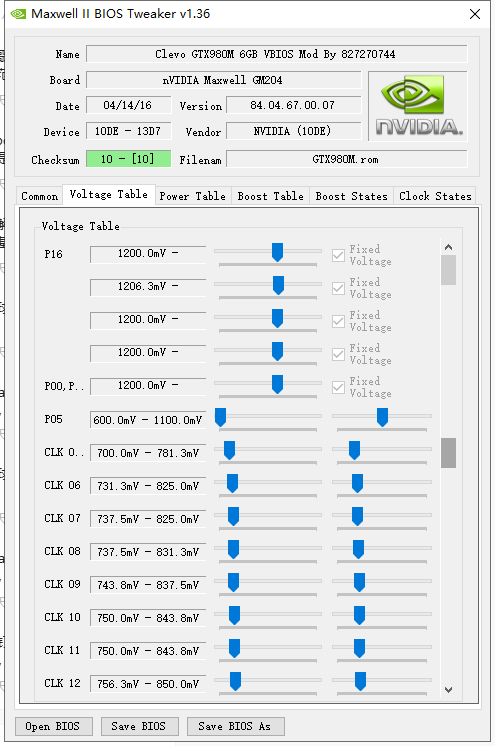 Maxwell II BIOS Tweaker v1.36
Name Clevo GTX980M 6GB VBIOS Mod By 827270744
Board nVIDIA Maxwell GM204
Date 04/14/16 Version 84.04.67.00.07
Device 10DE - 13D7 Vendor NVIDIA (10DE)
Checksum 10 - [10] Filenam GTX980M.rom
NVIDIA.
Common Voltage Table Power Table Boost Table Boost States Clock States
Voltage Table
P16 1200.0mV - Fixed Voltage
1206.3mV - Fixed Voltage
1200.0mV - Fixed Voltage
1200.0mV - Fixed Voltage
P00,P.. 1200.0mV - Fixed Voltage
P05 600.0mV - 1100.0mV
CLK 0.. 700.0mV - 781.3mV
CLK 06 731.3mV - 825.0mV
CLK 07 737.5mV - 825.0mV
CLK 08 737.5mV - 831.3mV
CLK 09 743.8mV - 837.5mV
CLK 10 750.0mV - 843.8mV
CLK 11 750.0mV - 843.8mV
CLK 12 756.3mV - 850.0mV
Open BIOS Save BIOS Save BIOS As